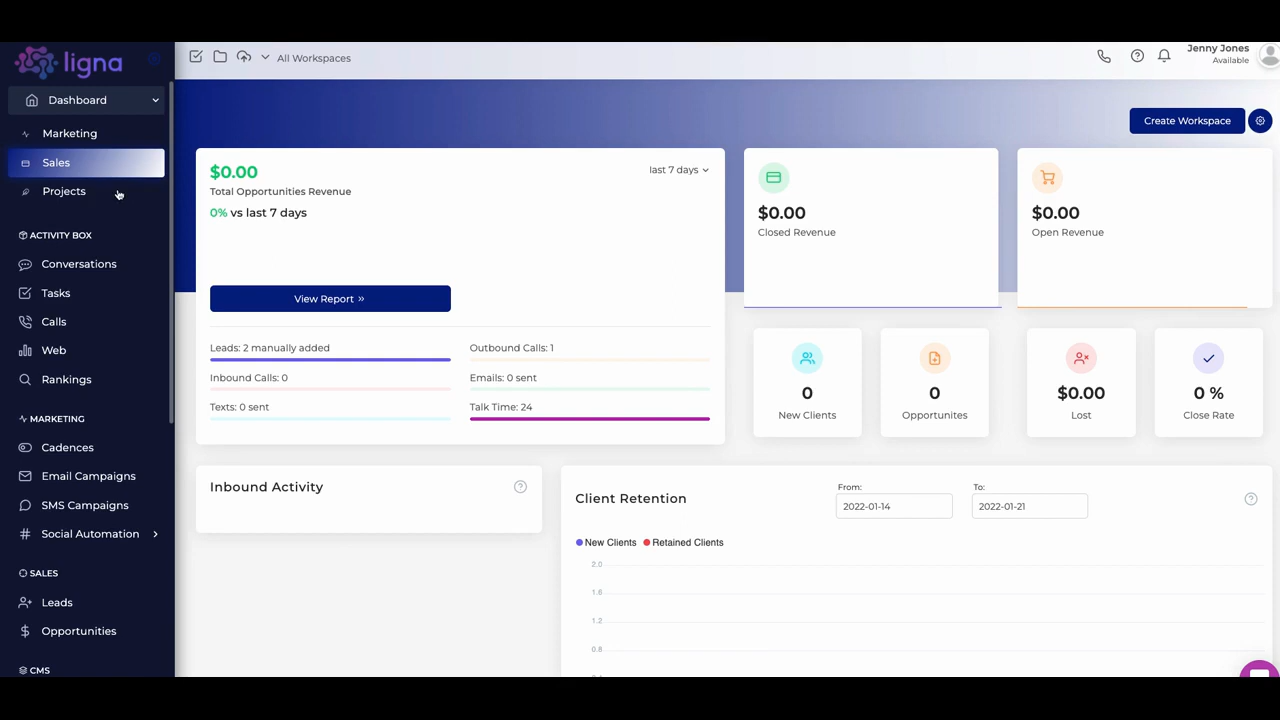 ligna
Dashboard
Marketing
Sales
Projects
ACTIVITY BOX
Conversations
Tasks
Calls
Web
Rankings
MARKETING
Cadences
Email Campaigns
SMS Campaigns
Social Automation
SALES
Leads
Opportunities
CMS
All Workspaces
Jenny Jones
Available
Create Workspace
$0.00
Total Opportunities Revenue
0% vs last 7 days
last 7 days
View Report »
Leads: 2 manually added
Outbound Calls: 1
Inbound Calls: 0
Emails: 0 sent
Texts: 0 sent
Talk Time: 24
$0.00
Closed Revenue
$0.00
Open Revenue
0
New Clients
0
Opportunites
$0.00
Lost
0 %
Close Rate
Inbound Activity
Client Retention
From:
2022-01-14
To:
2022-01-21
New Clients
Retained Clients
2.0
1.6
1.2
0.8